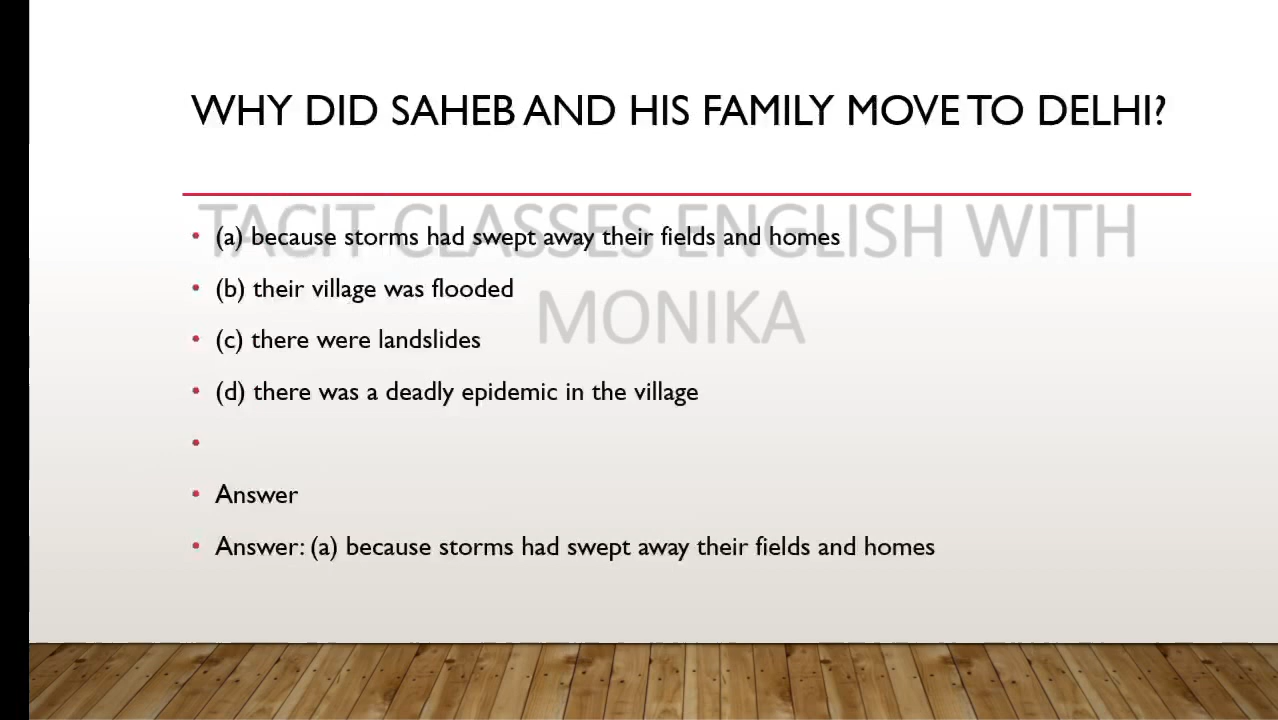 WHY DID SAHEB AND HIS FAMILY MOVE TO DELHI?
TACIT CLASSES ENGLISH WITH
MONIKA
(a) because storms had swept away their fields and homes
(b) their village was flooded
(c) there were landslides
(d) there was a deadly epidemic in the village
Answer
Answer: (a) because storms had swept away their fields and homes